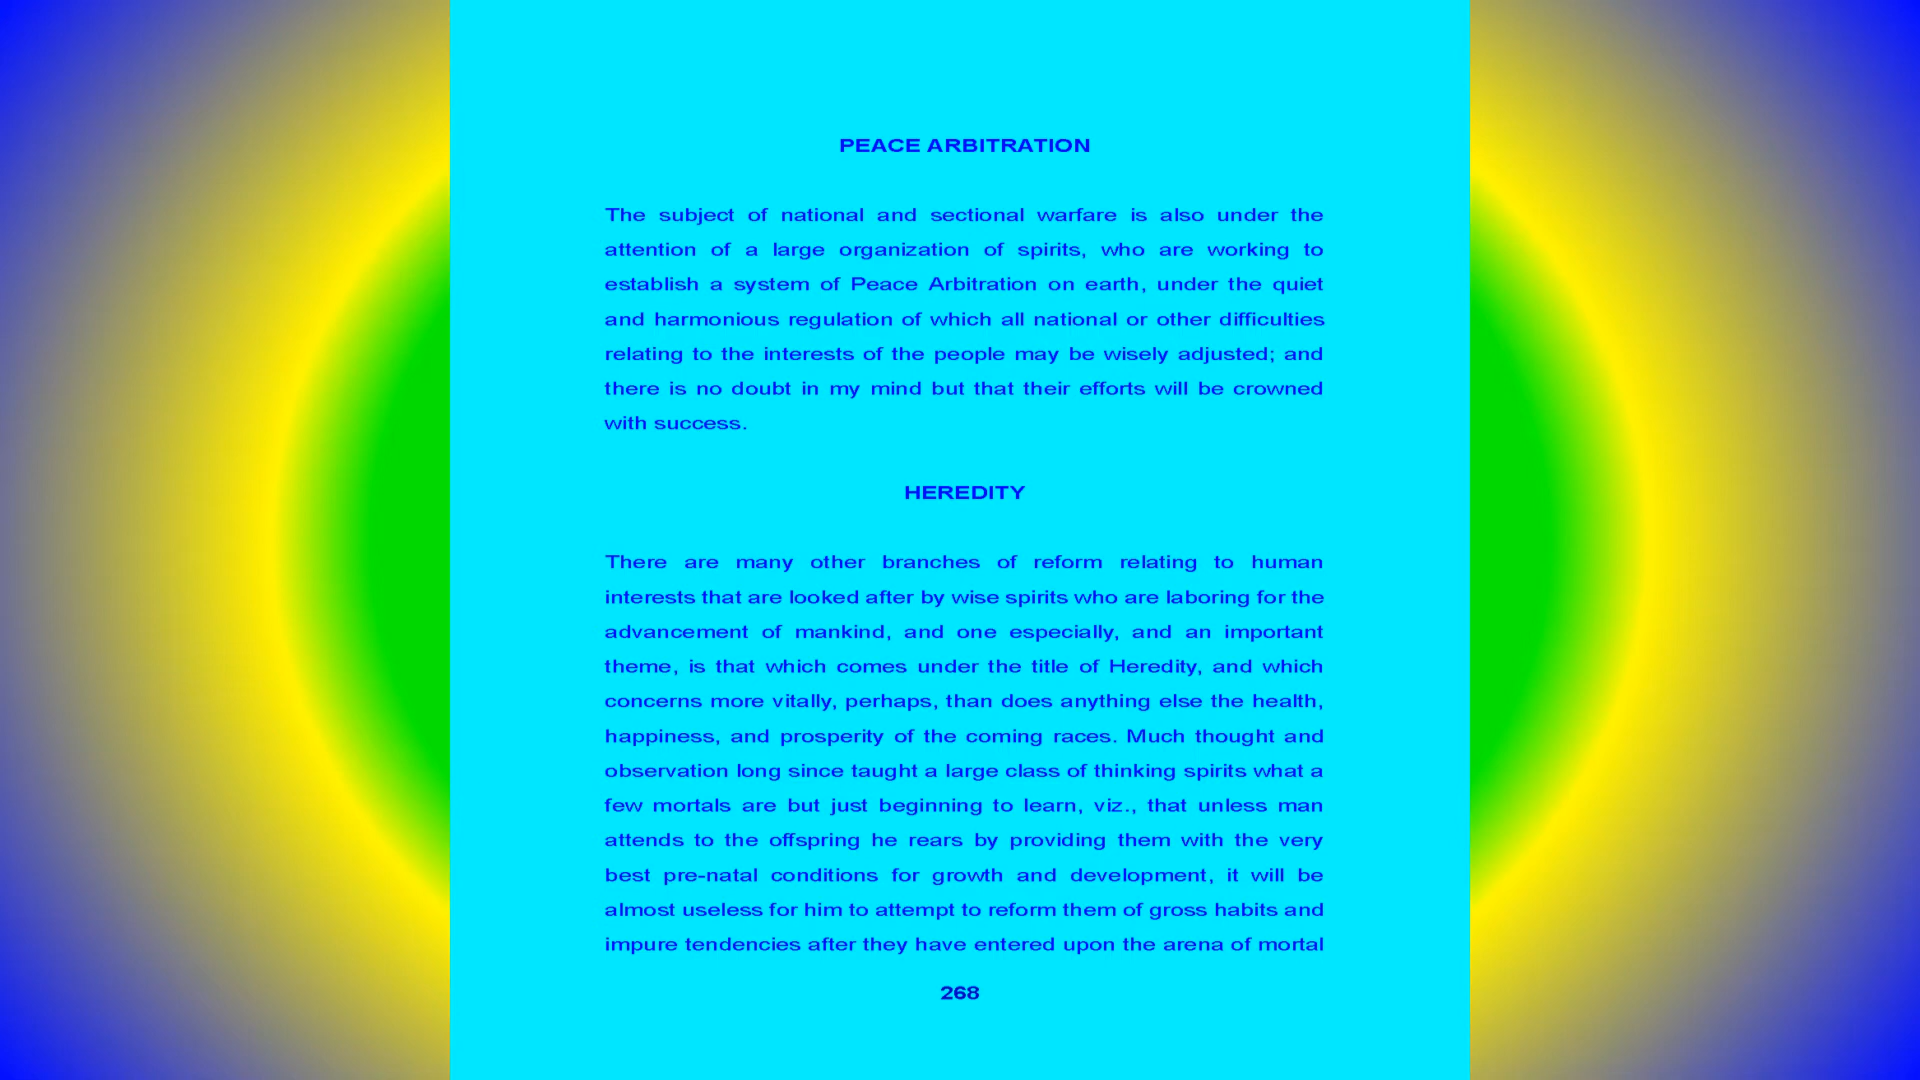 PEACE ARBITRATION
The subject of national and sectional warfare is also under the
attention of a large organization of spirits, who are working to
establish a system of Peace Arbitration on earth, under the quiet
and harmonious regulation of which all national or other difficulties
relating to the interests of the people may be wisely adjusted; and
there is no doubt in my mind but that their efforts will be crowned
with success.
HEREDITY
There are many other branches of reform relating to human
interests that are looked after by wise spirits who are laboring for the
advancement of mankind, and one especially, and an important
theme, is that which comes under the title of Heredity, and which
concerns more vitally, perhaps, than does anything else the health,
happiness, and prosperity of the coming races. Much thought and
observation long since taught a large class of thinking spirits what a
few mortals are but just beginning to learn, viz., that unless man
attends to the offspring he rears by providing them with the very
best pre-natal conditions for growth and development, it will be
almost useless for him to attempt to reform them of gross habits and
impure tendencies after they have entered upon the arena of mortal
268